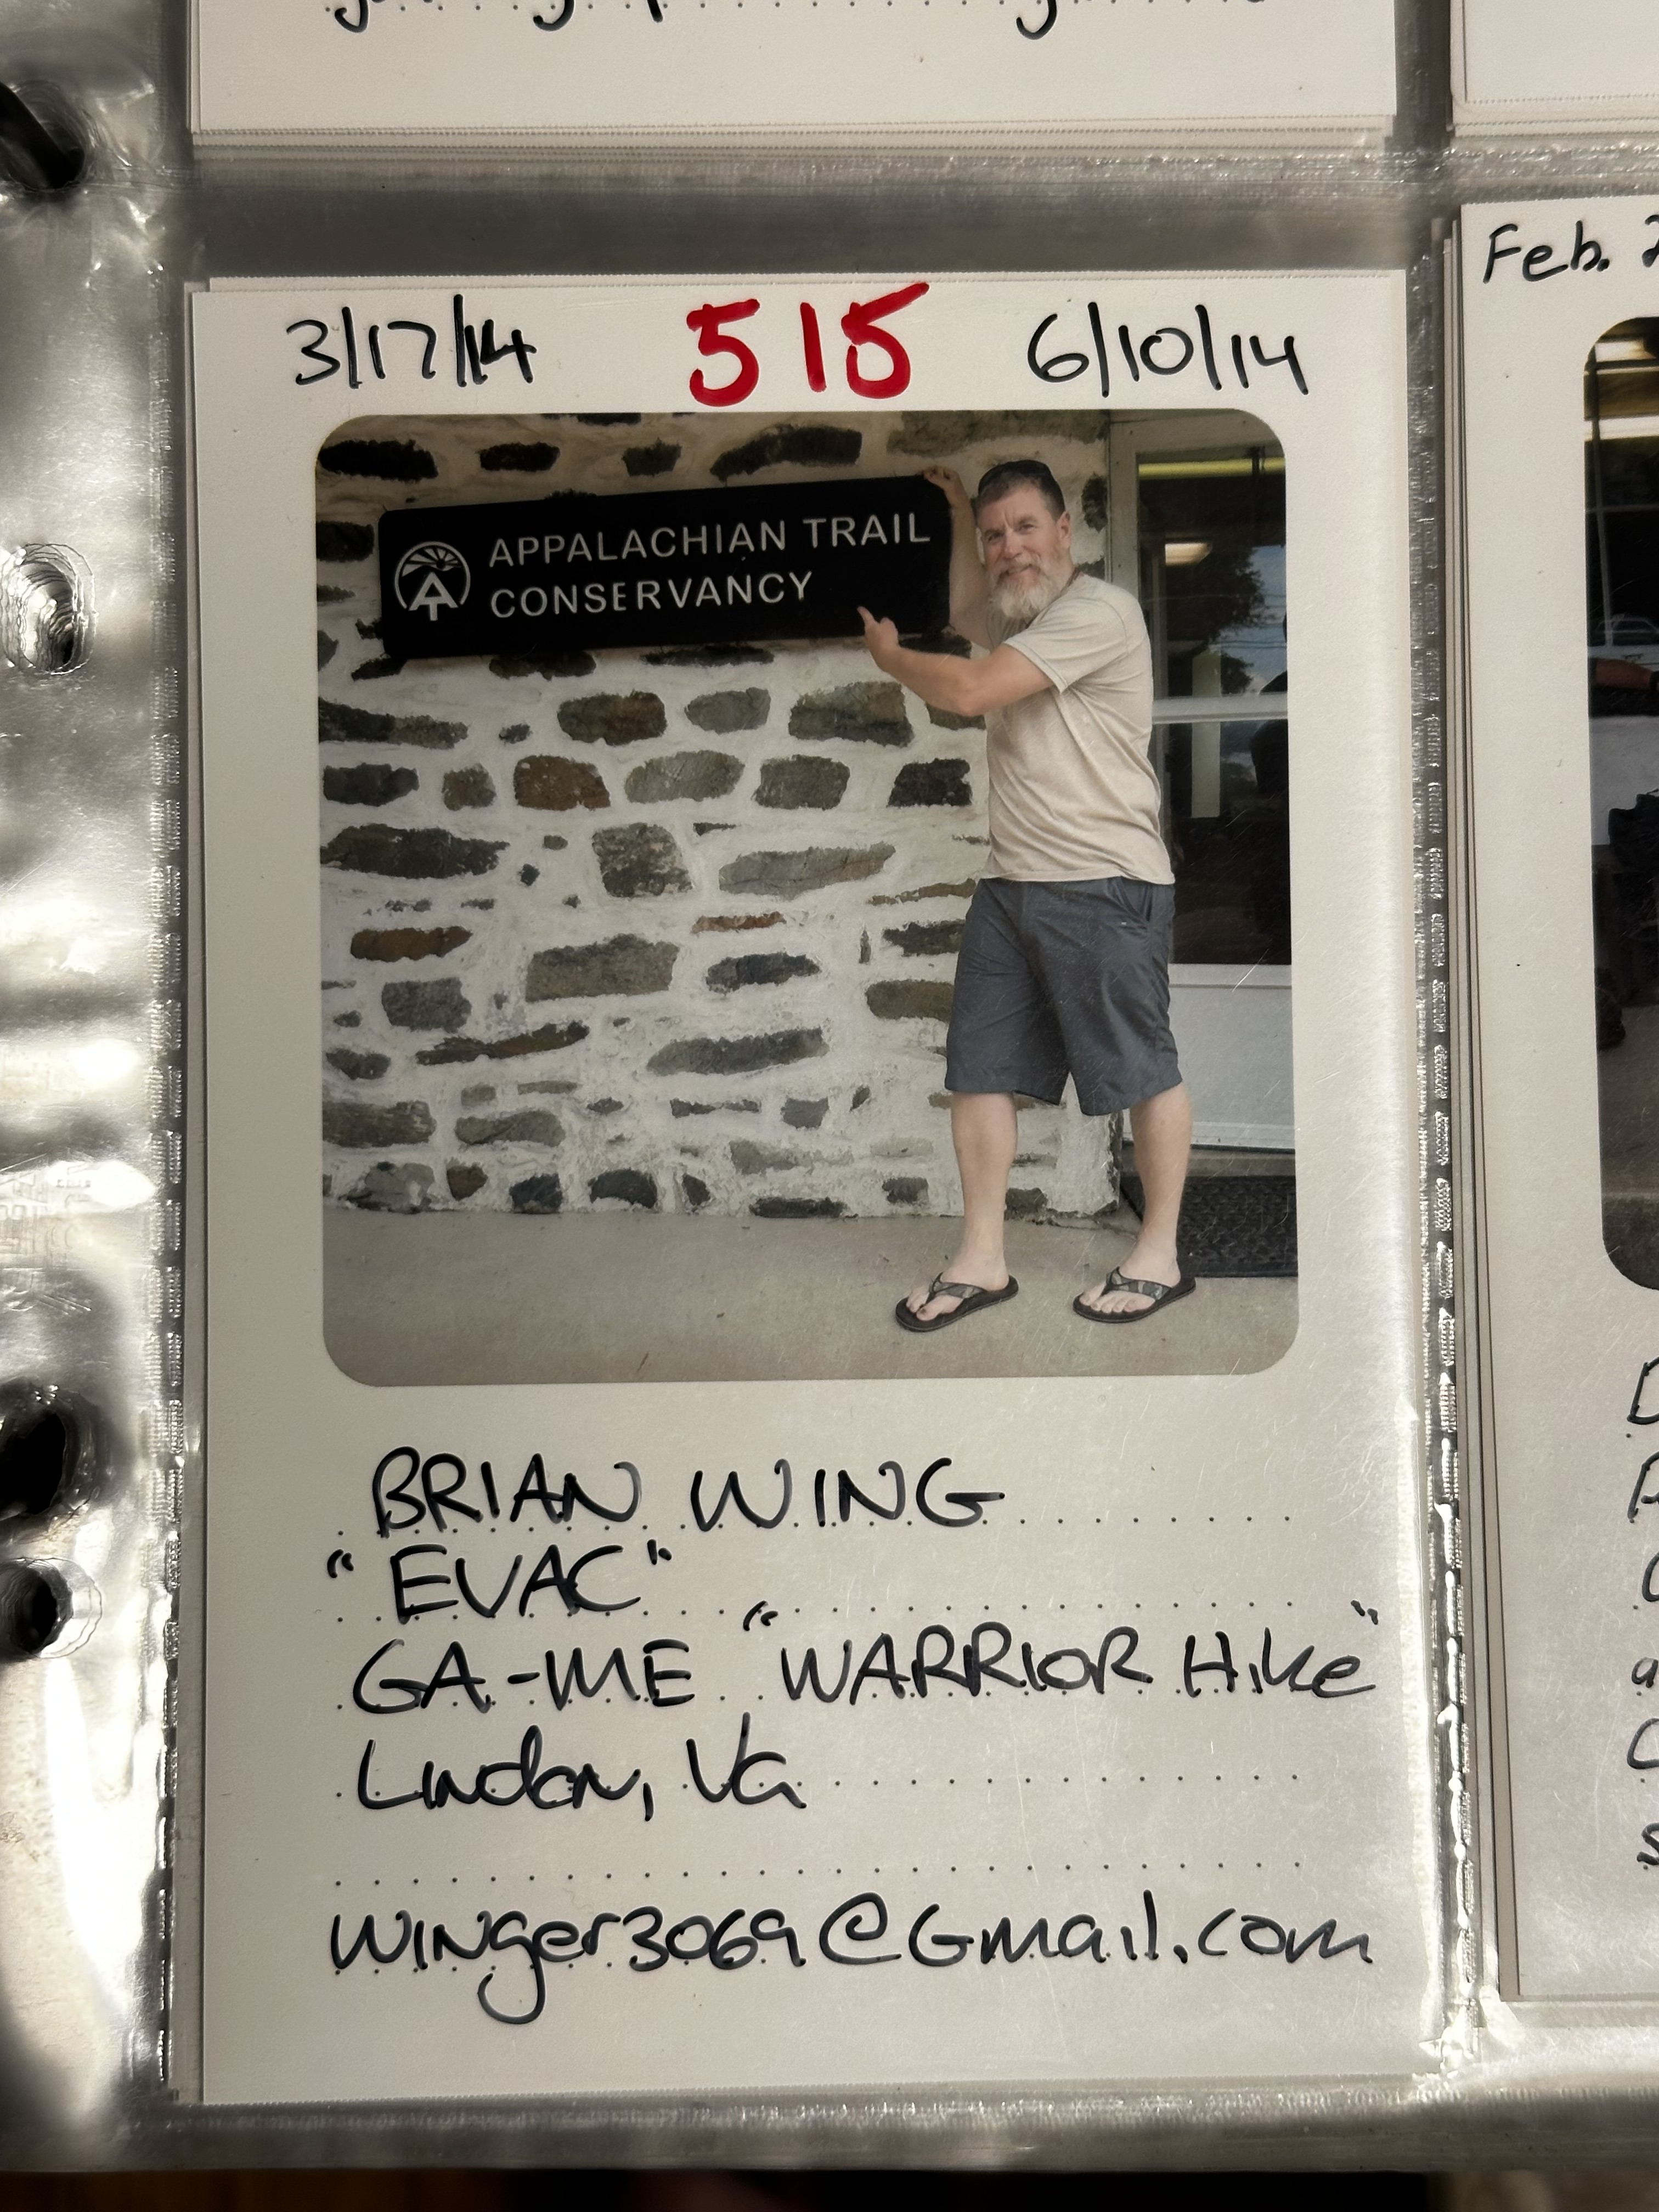 3/17/14 515 6/10/14
APPALACHIAN TRAIL
CONSERVANCY
BRIAN WING
"EVAC"
GA-ME "WARRIOR Hike"
Lindon, Va
winger3069@Gmail.com
Feb.